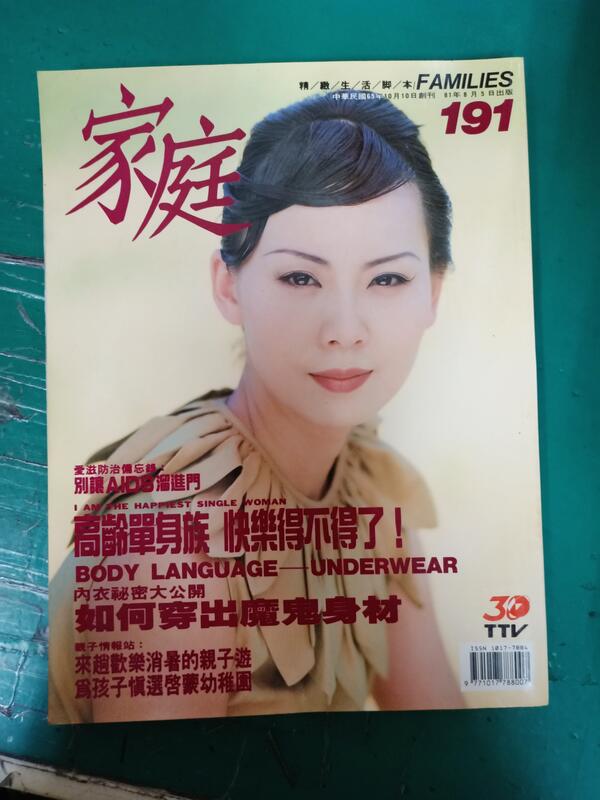 精/緻/生/活/腳/本/FAMILIES
中華民國65年10月10日創刊 81年8月5日出版
191
家庭
愛滋防治備忘錄:
別讓AIDS溜進門
I AM THE HAPPIEST SINGLE WOMAN
高齡單身族 快樂得不得了!
BODY LANGUAGE—UNDERWEAR
內衣祕密大公開
如何穿出魔鬼身材
親子情報站:
來趟歡樂消暑的親子遊
為孩子慎選啓蒙幼稚園
30
TTV
ISSN 1017-7884
9 771017 788007